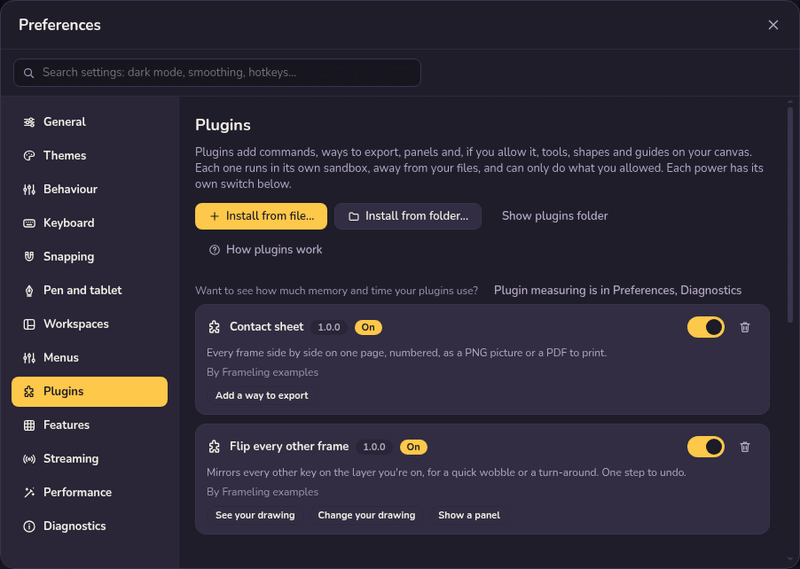 Preferences
Search settings: dark mode, smoothing, hotkeys...
General
Themes
Behaviour
Keyboard
Snapping
Pen and tablet
Workspaces
Menus
Plugins
Features
Streaming
Performance
Diagnostics
Plugins
Plugins add commands, ways to export, panels and, if you allow it, tools, shapes and guides on your canvas.
Each one runs in its own sandbox, away from your files, and can only do what you allowed. Each power has its
own switch below.
+ Install from file...
Install from folder...
Show plugins folder
How plugins work
Want to see how much memory and time your plugins use?
Plugin measuring is in Preferences, Diagnostics
Contact sheet 1.0.0 On
Every frame side by side on one page, numbered, as a PNG picture or a PDF to print.
By Frameling examples
Add a way to export
Flip every other frame 1.0.0 On
Mirrors every other key on the layer you're on, for a quick wobble or a turn-around. One step to undo.
By Frameling examples
See your drawing Change your drawing Show a panel